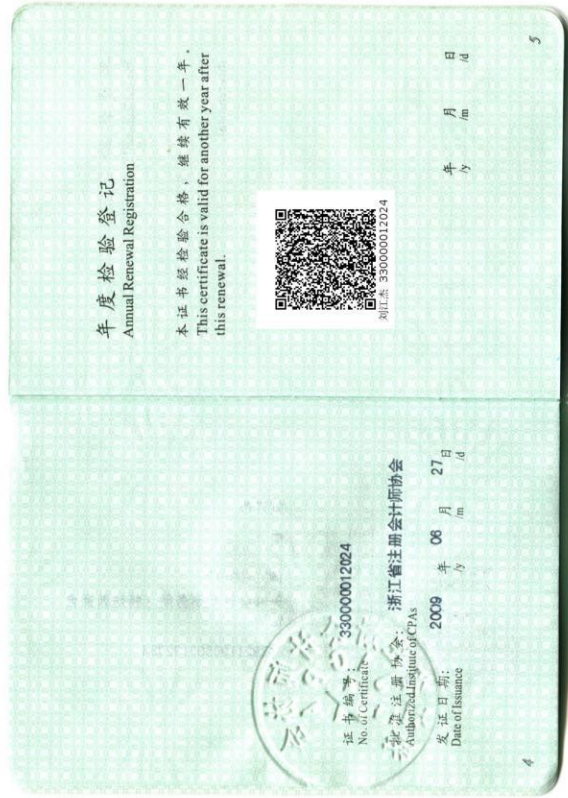 年度检验登记
Annual Renewal Registration
本证书经检验合格，继续有效一年。
This certificate is valid for another year after
this renewal.
刘江杰 330000012024
年 月 日
/y /m /d
5
证书编号： 330000012024
No. of Certificate
批准注册协会： 浙江省注册会计师协会
Authorized Institute of CPAs
发证日期： 2009 年 06 月 27 日
Date of Issuance /y /m /d
4